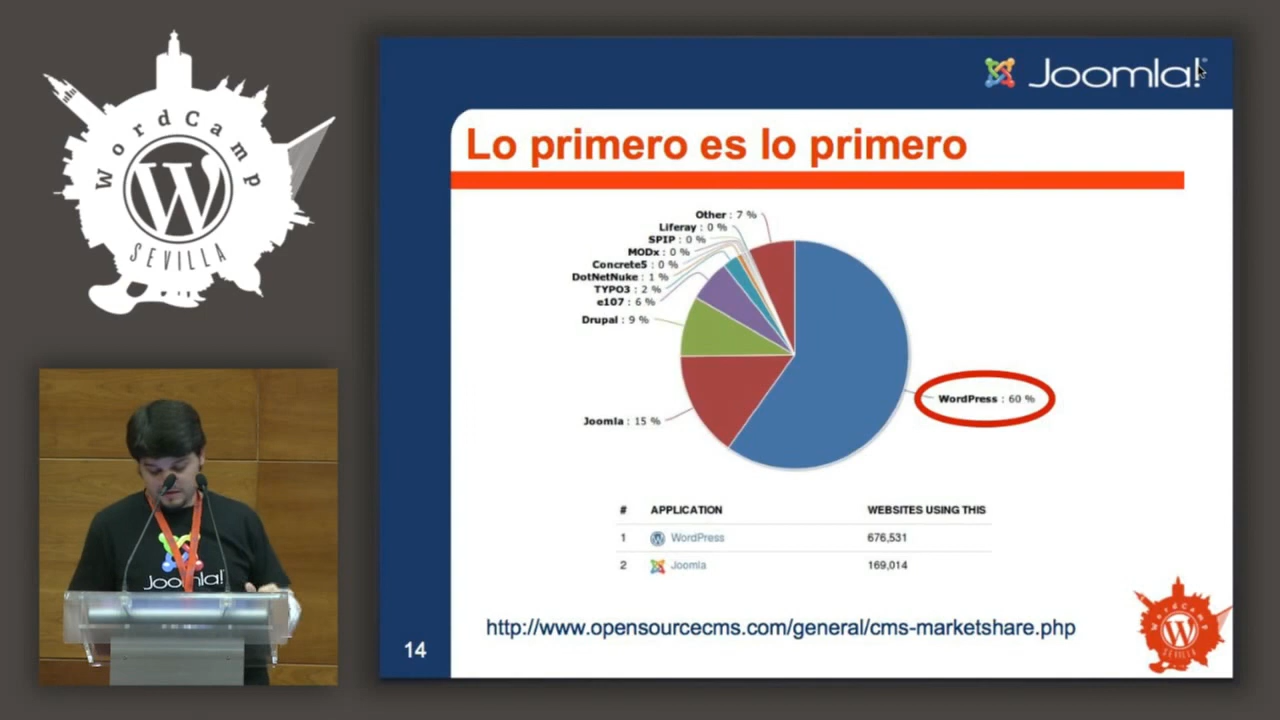 WordCamp
SEVILLA
Joomla!
Joomla!
Lo primero es lo primero
Other : 7 %
Liferay : 0 %
SPIP : 0 %
MODx : 0 %
Concrete5 : 0 %
DotNetNuke : 1 %
TYPO3 : 2 %
e107 : 6 %
Drupal : 9 %
Joomla : 15 %
WordPress : 60 %
# APPLICATION WEBSITES USING THIS
1 WordPress 676,531
2 Joomla 169,014
http://www.opensourcecms.com/general/cms-marketshare.php
14
WordCamp
SEVILLA